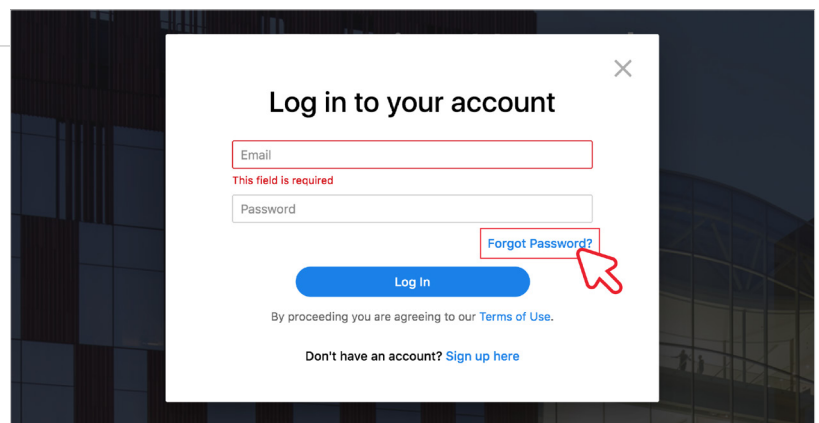 Log in to your account
Email
This field is required
Password
Forgot Password?
Log In
By proceeding you are agreeing to our Terms of Use.
Don't have an account? Sign up here